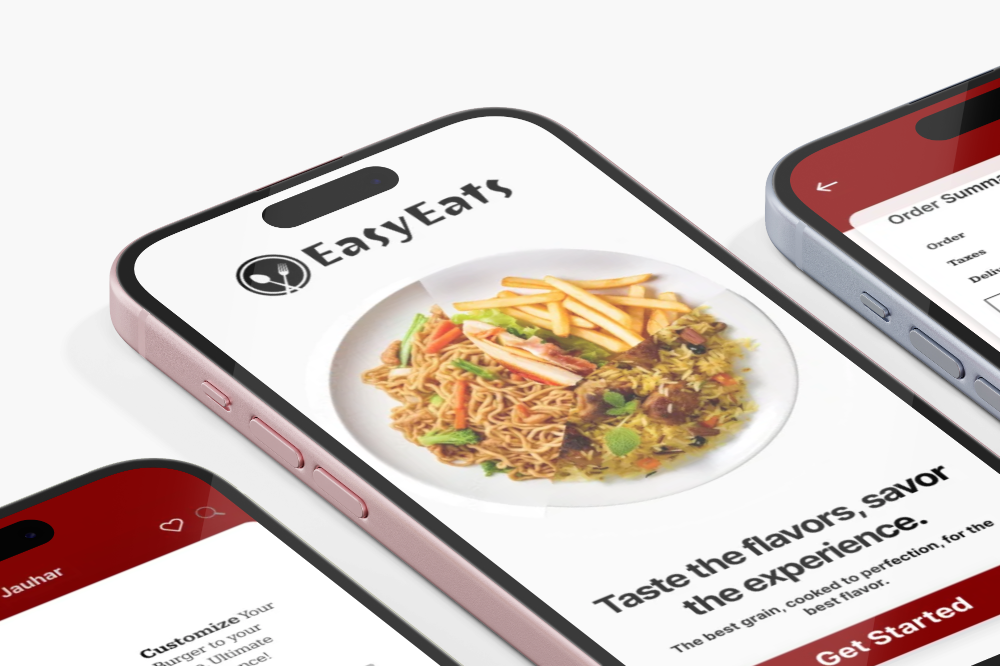 EasyEats
Taste the flavors, savor
the experience.
The best grain, cooked to perfection, for the
best flavor.
Get Started
Order Summa
Order
Taxes
Deliv
Jauhar
Customize Your
Burger to your
Ultimate